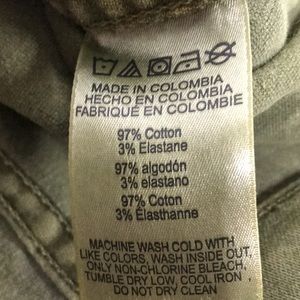 MADE IN COLOMBIA
HECHO EN COLOMBIA
FABRIQUÉ EN COLOMBIE
97% Cotton
3% Elastane
97% algodón
3% elastano
97% Coton
3% Élasthanne
MACHINE WASH COLD WITH
LIKE COLORS, WASH INSIDE OUT,
ONLY NON-CHLORINE BLEACH,
TUMBLE DRY LOW, COOL IRON
DO NOT DRY CLEAN